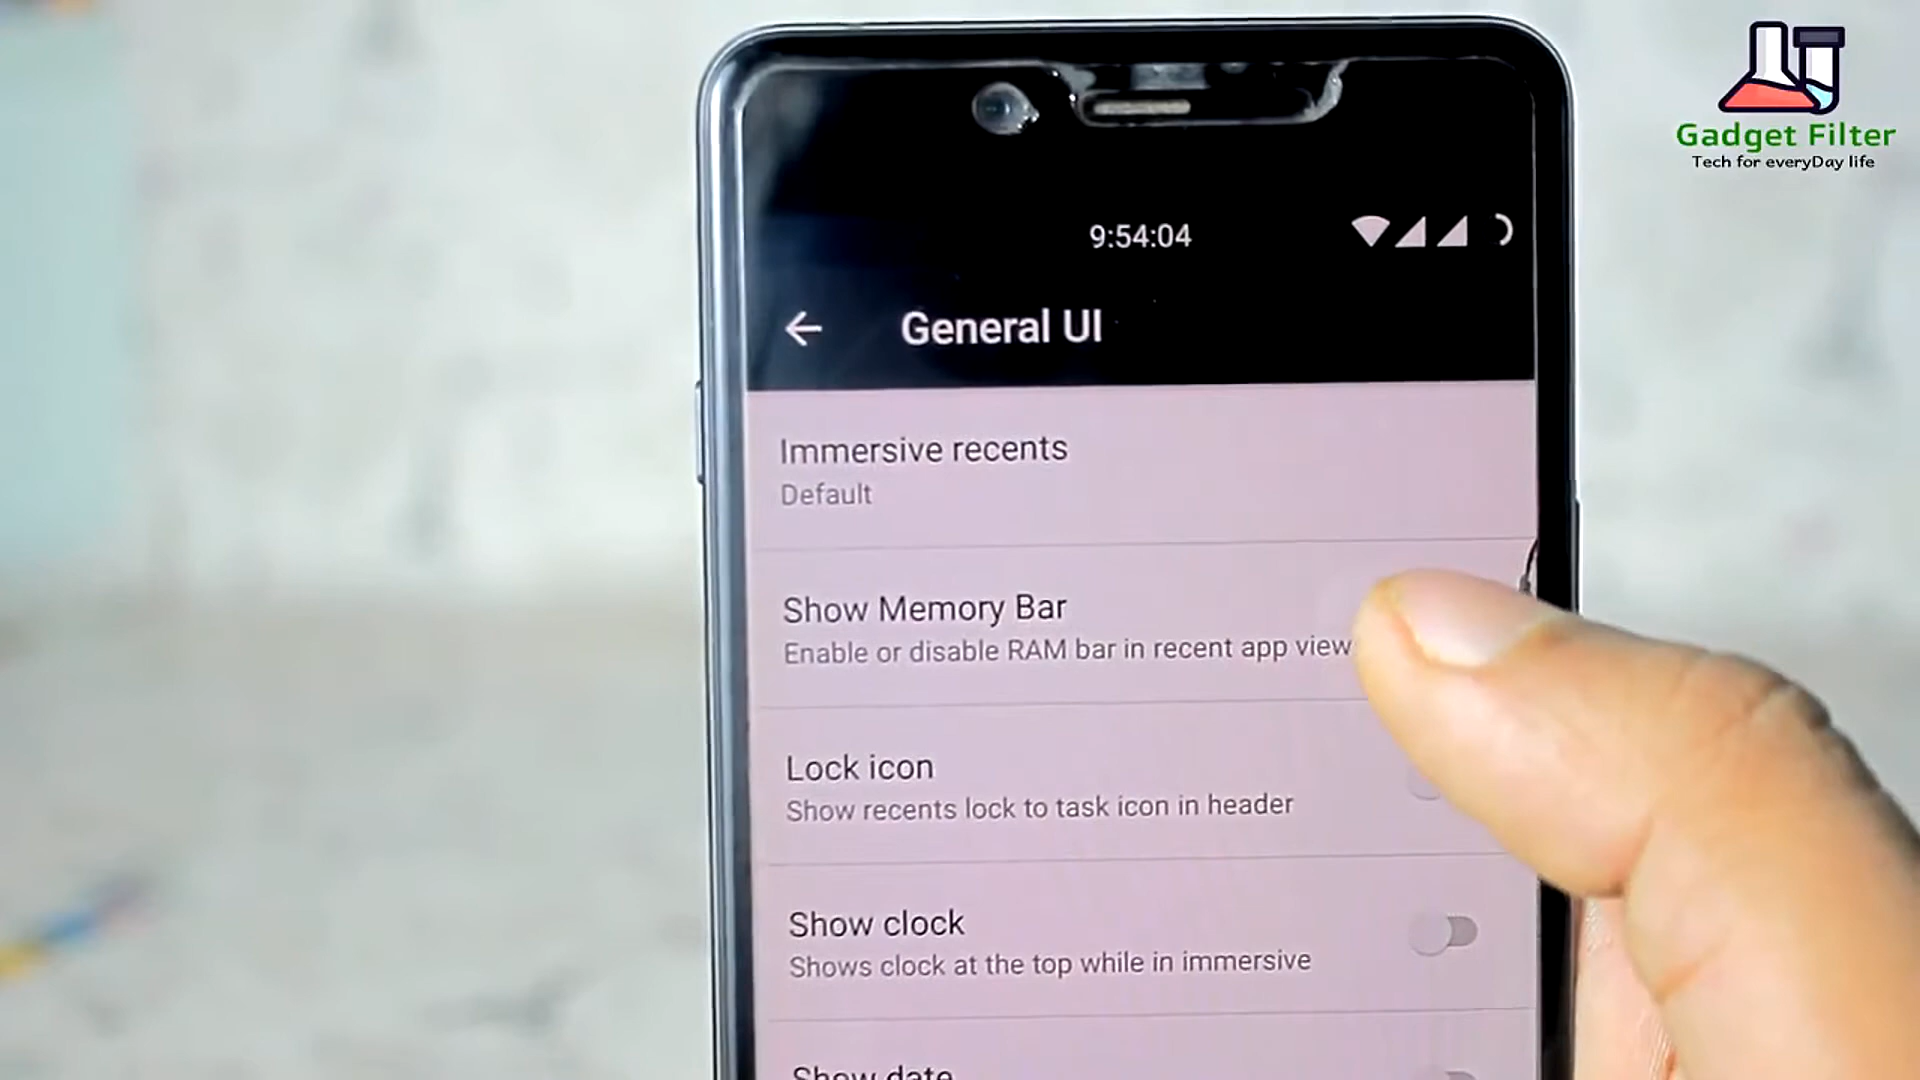 Gadget Filter
Tech for everyDay life
9:54:04
General UI
Immersive recents
Default
Show Memory Bar
Enable or disable RAM bar in recent app view
Lock icon
Show recents lock to task icon in header
Show clock
Shows clock at the top while in immersive
Show date